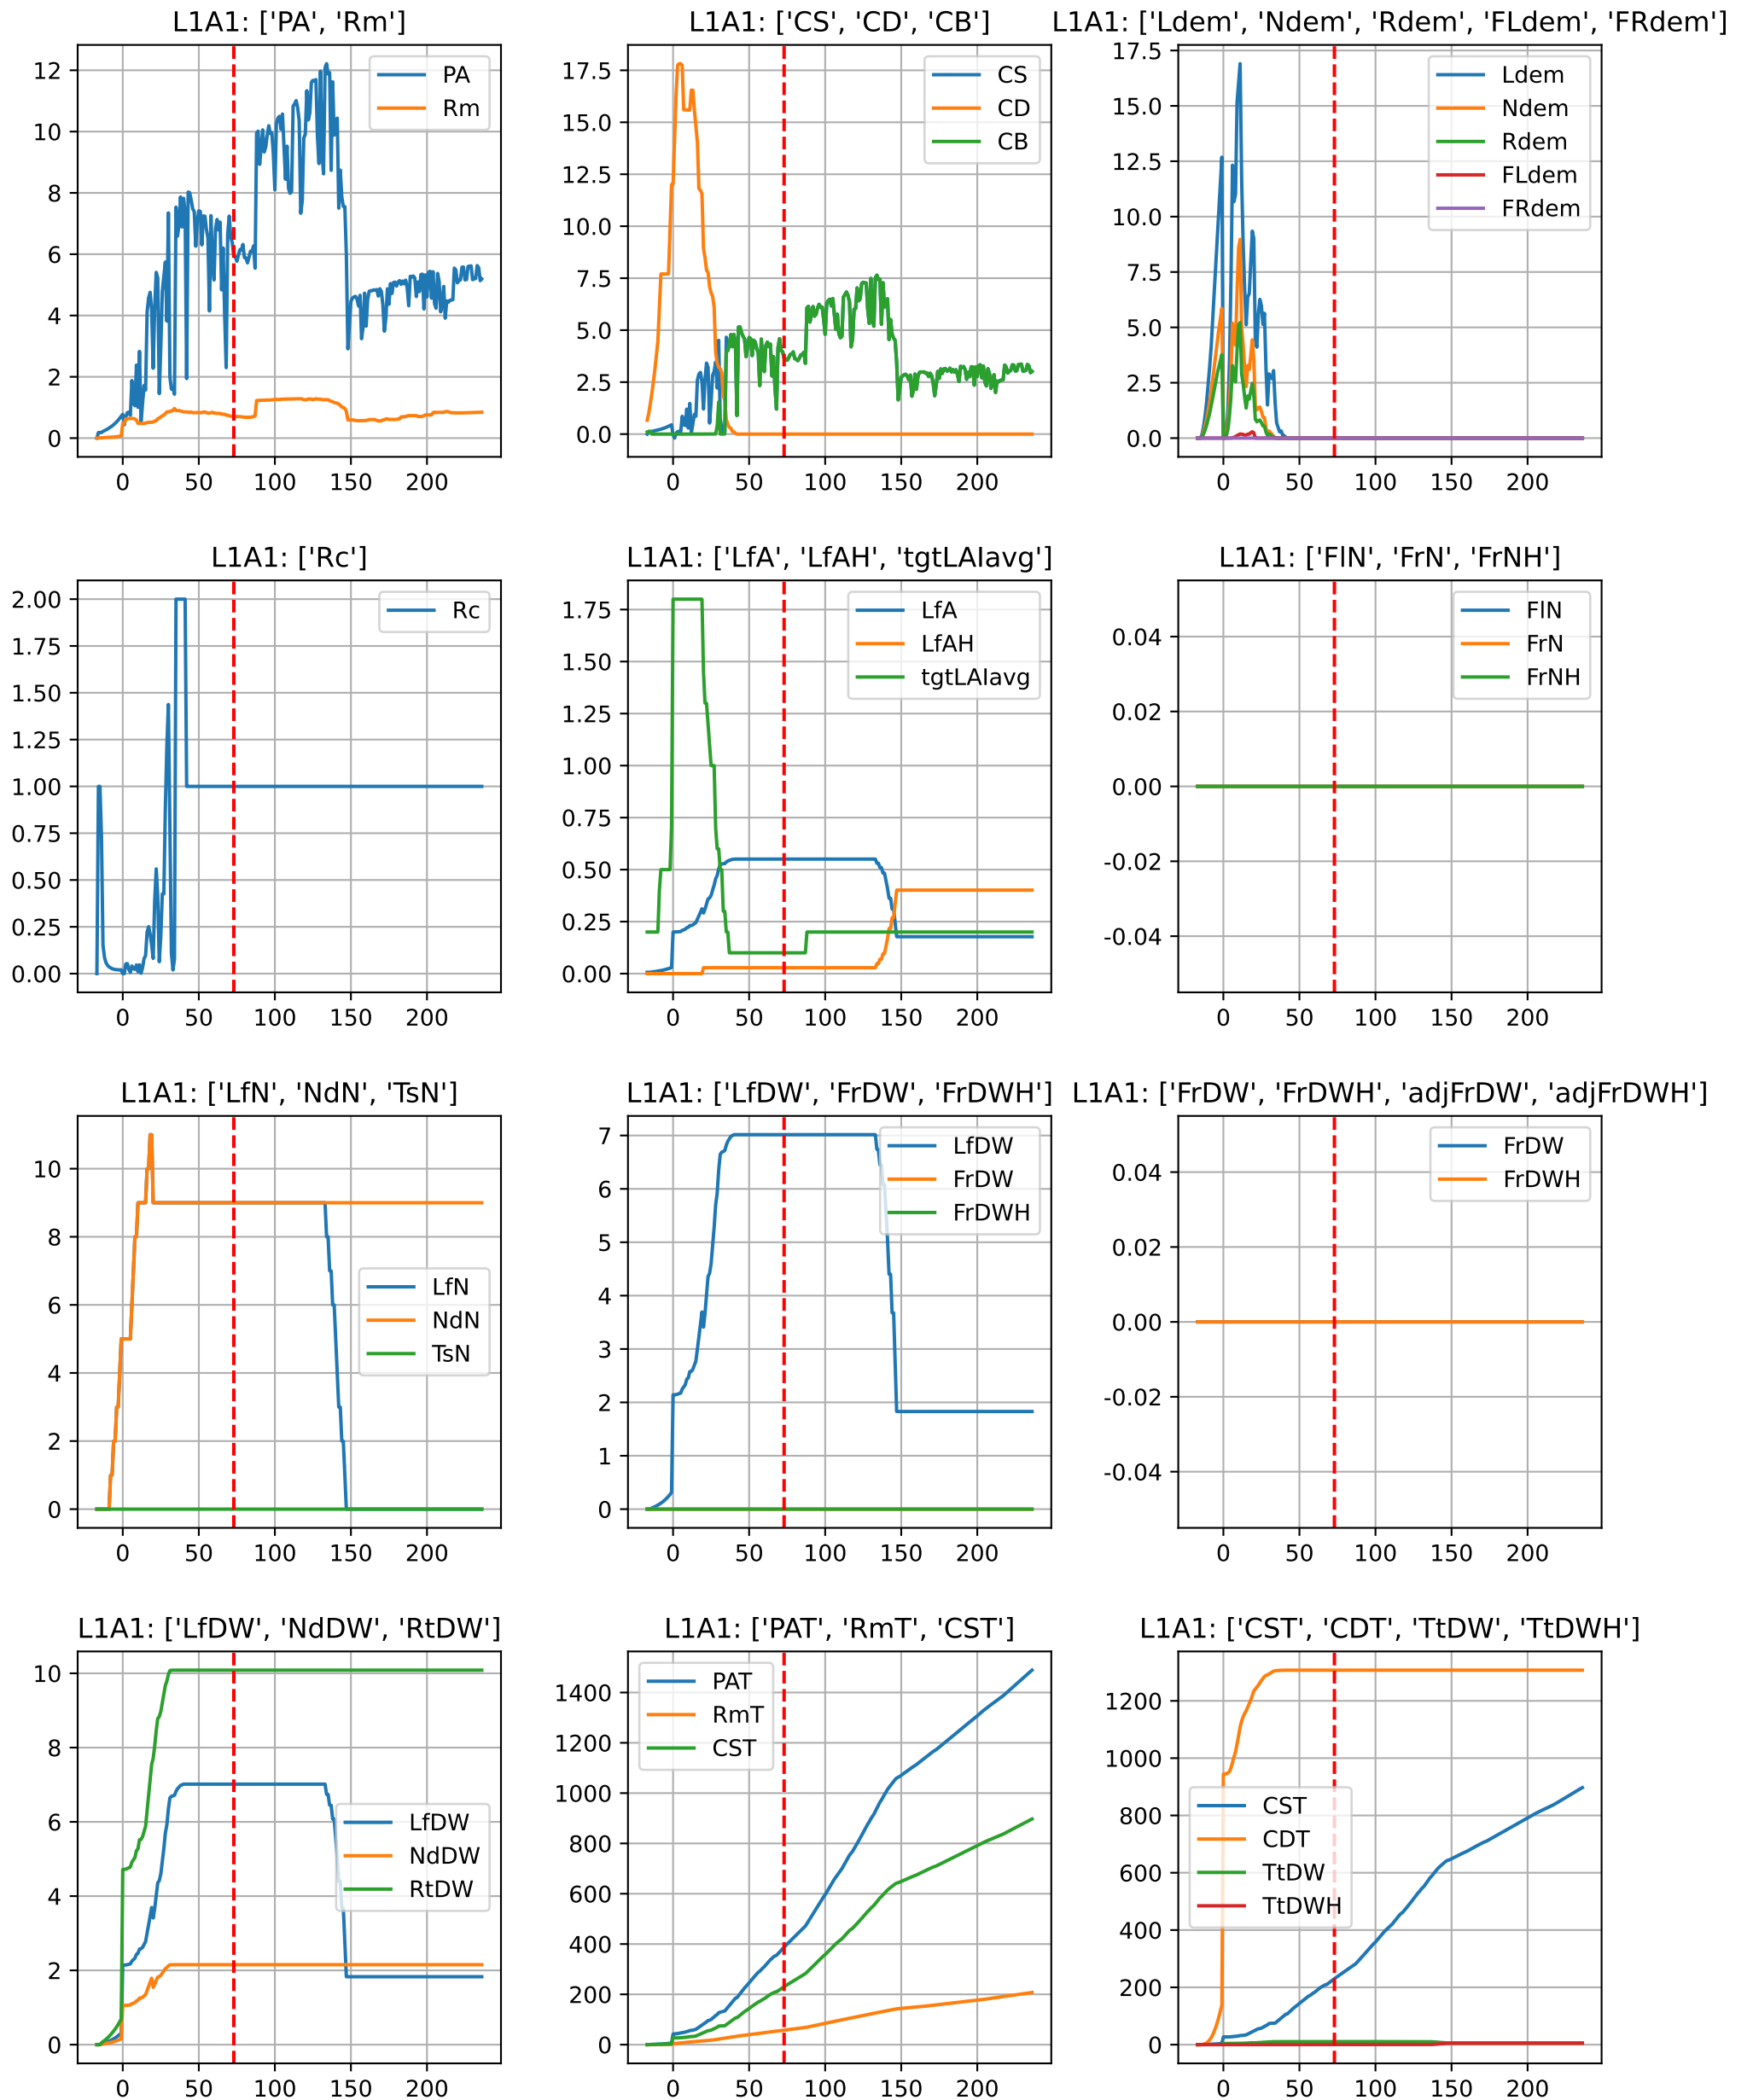 L1A1: ['PA', 'Rm']
12
10
8
6
4
2
0
0 50 100 150 200
PA
Rm
L1A1: ['CS', 'CD', 'CB']
17.5
15.0
12.5
10.0
7.5
5.0
2.5
0.0
0 50 100 150 200
CS
CD
CB
L1A1: ['Ldem', 'Ndem', 'Rdem', 'FLdem', 'FRdem']
17.5
15.0
12.5
10.0
7.5
5.0
2.5
0.0
0 50 100 150 200
Ldem
Ndem
Rdem
FLdem
FRdem
L1A1: ['Rc']
2.00
1.75
1.50
1.25
1.00
0.75
0.50
0.25
0.00
0 50 100 150 200
Rc
L1A1: ['LfA', 'LfAH', 'tgtLAIavg']
1.75
1.50
1.25
1.00
0.75
0.50
0.25
0.00
0 50 100 150 200
LfA
LfAH
tgtLAIavg
L1A1: ['FlN', 'FrN', 'FrNH']
0.04
0.02
0.00
-0.02
-0.04
0 50 100 150 200
FlN
FrN
FrNH
L1A1: ['LfN', 'NdN', 'TsN']
10
8
6
4
2
0
0 50 100 150 200
LfN
NdN
TsN
L1A1: ['LfDW', 'FrDW', 'FrDWH']
7
6
5
4
3
2
1
0
0 50 100 150 200
LfDW
FrDW
FrDWH
L1A1: ['FrDW', 'FrDWH', 'adjFrDW', 'adjFrDWH']
0.04
0.02
0.00
-0.02
-0.04
0 50 100 150 200
FrDW
FrDWH
L1A1: ['LfDW', 'NdDW', 'RtDW']
10
8
6
4
2
0
0 50 100 150 200
LfDW
NdDW
RtDW
L1A1: ['PAT', 'RmT', 'CST']
1400
1200
1000
800
600
400
200
0
0 50 100 150 200
PAT
RmT
CST
L1A1: ['CST', 'CDT', 'TtDW', 'TtDWH']
1200
1000
800
600
400
200
0
0 50 100 150 200
CST
CDT
TtDW
TtDWH